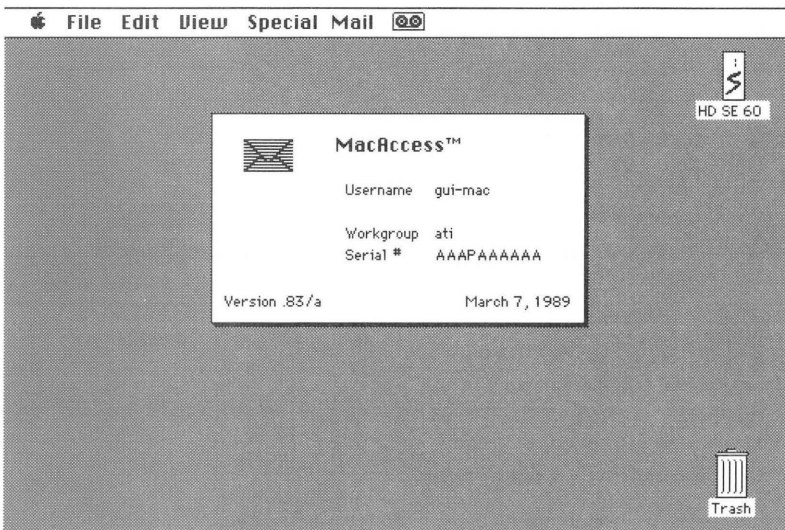 File Edit View Special Mail
HD SE 60
MacAccess™
Username gui-mac
Workgroup ati
Serial # AAAPAAAAAA
Version .83/a
March 7, 1989
Trash